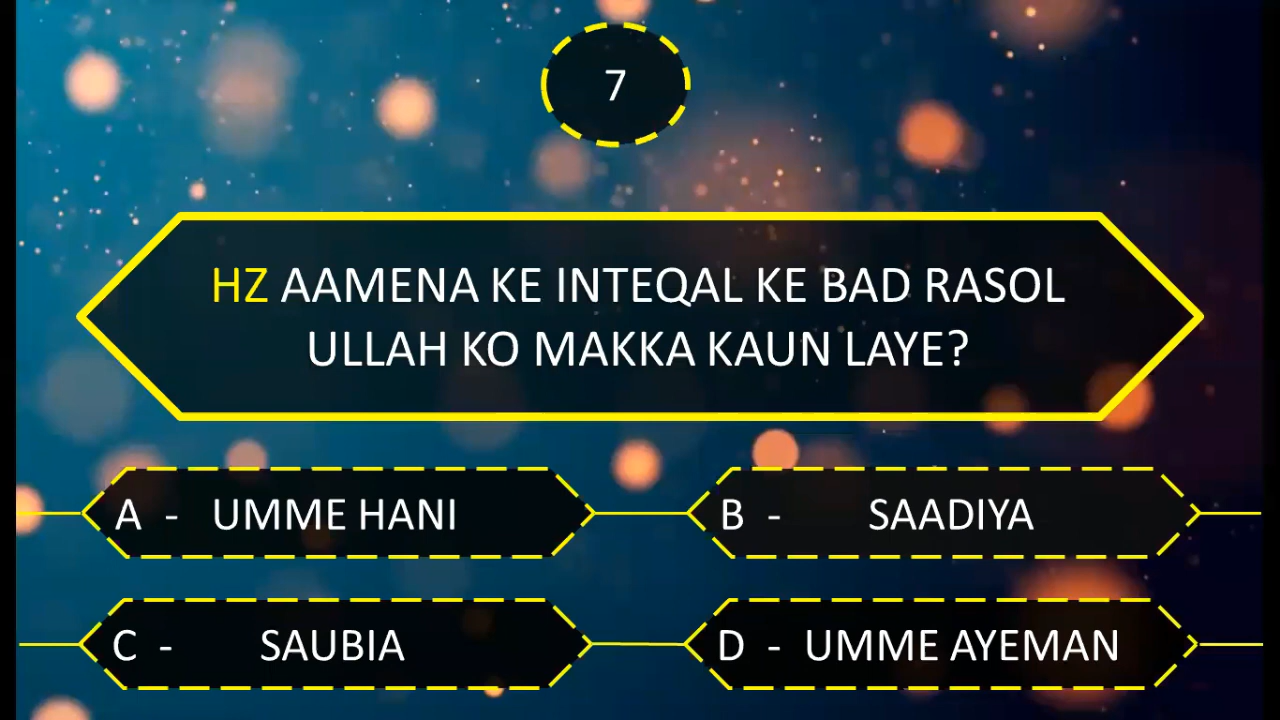 7
HZ AAMENA KE INTEQAL KE BAD RASOL
ULLAH KO MAKKA KAUN LAYE?
A - UMME HANI
B - SAADIYA
C - SAUBIA
D - UMME AYEMAN